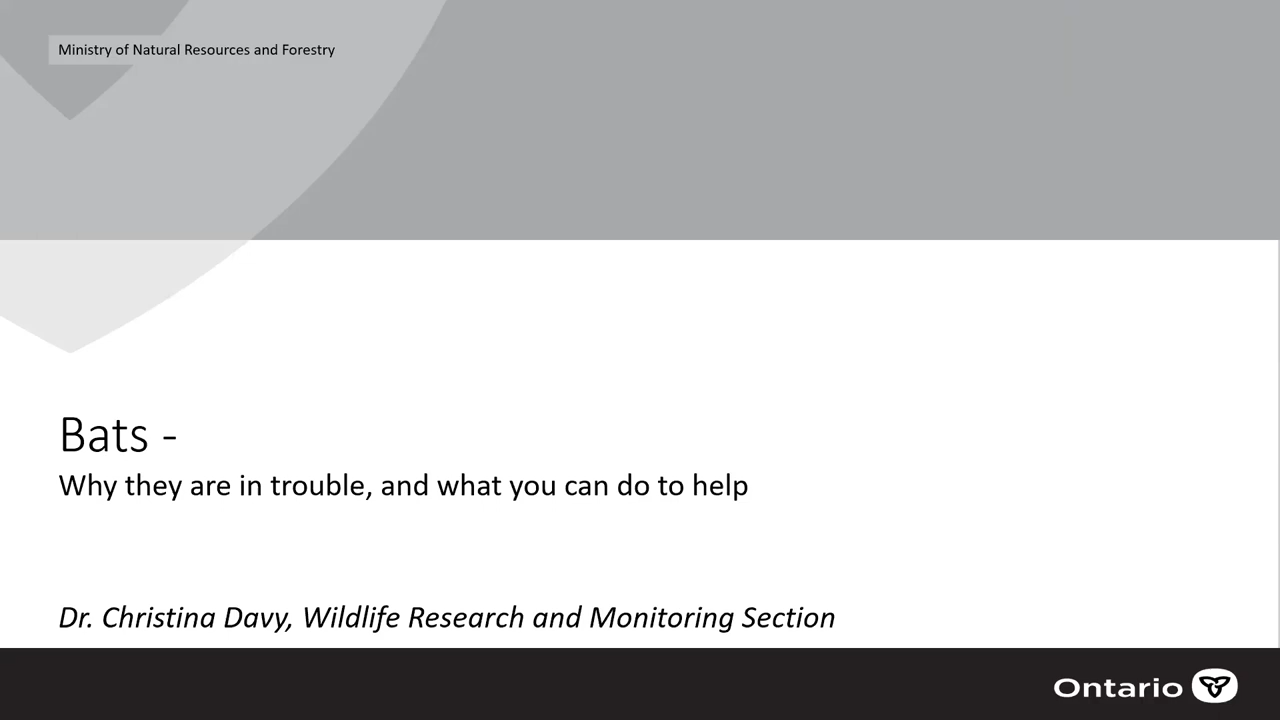 Ministry of Natural Resources and Forestry
Bats -
Why they are in trouble, and what you can do to help
Dr. Christina Davy, Wildlife Research and Monitoring Section
Ontario